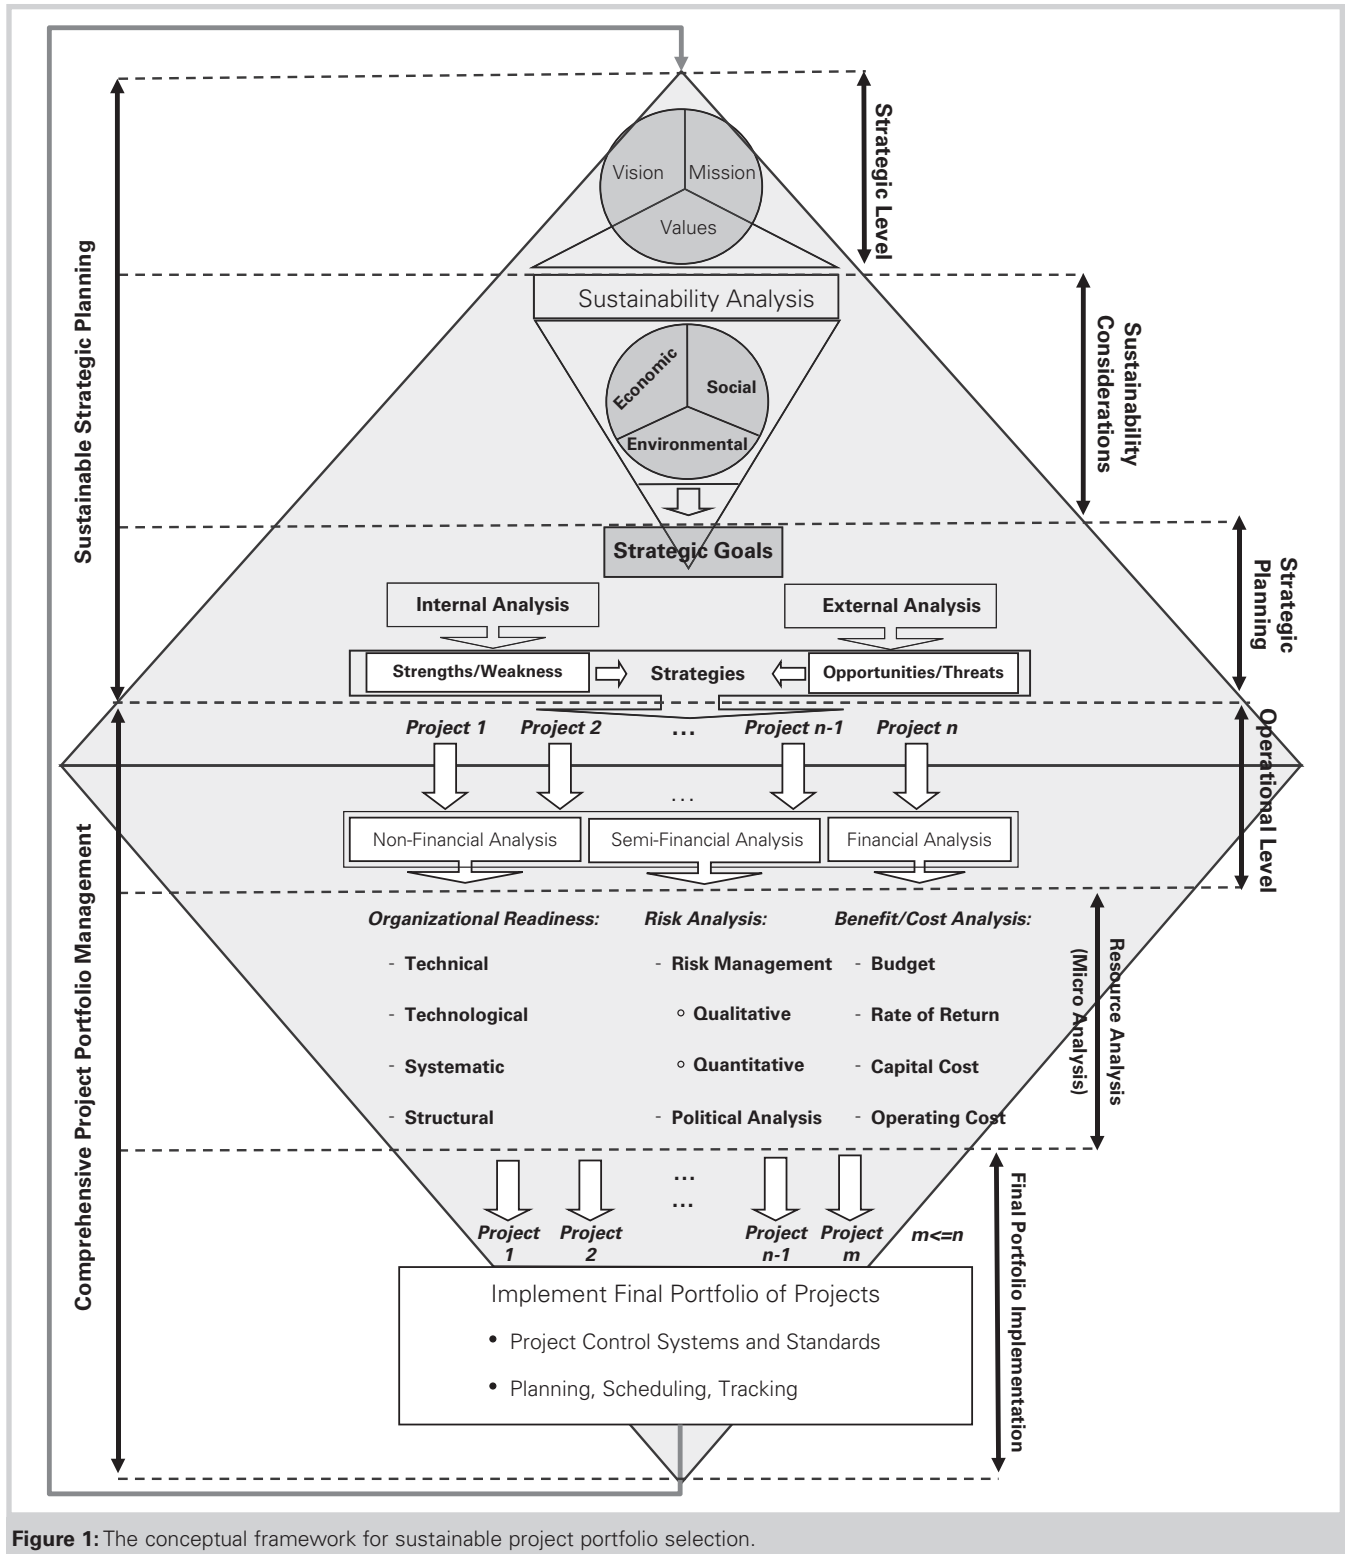 Strategic Level
Vision
Mission
Values
Sustainable Strategic Planning
Sustainability Analysis
Sustainability
Considerations
Economic
Social
Environmental
Strategic Goals
Strategic
Planning
Internal Analysis
External Analysis
Strengths/Weakness
Strategies
Opportunities/Threats
Project 1
Project 2
...
Project n-1
Project n
Operational Level
...
Non-Financial Analysis
Semi-Financial Analysis
Financial Analysis
Comprehensive Project Portfolio Management
Organizational Readiness:
- Technical
- Technological
- Systematic
- Structural
Risk Analysis:
- Risk Management
○ Qualitative
○ Quantitative
- Political Analysis
Benefit/Cost Analysis:
- Budget
- Rate of Return
- Capital Cost
- Operating Cost
Resource Analysis
(Micro Analysis)
...
...
Project
1
Project
2
Project
n-1
Project
m
m<=n
Final Portfolio Implementation
Implement Final Portfolio of Projects
• Project Control Systems and Standards
• Planning, Scheduling, Tracking
Figure 1: The conceptual framework for sustainable project portfolio selection.